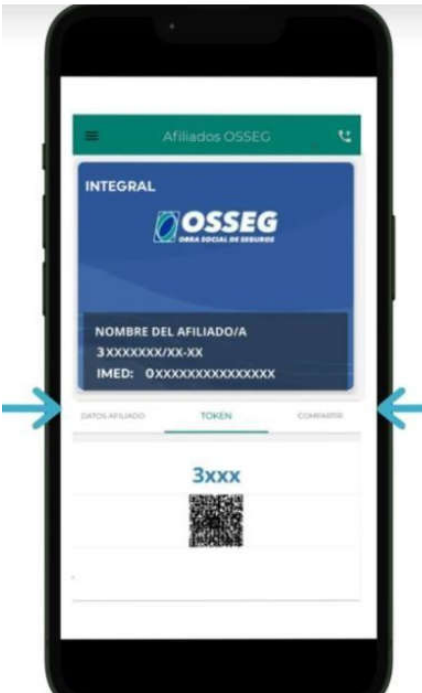 Afiliados OSSEG
INTEGRAL
OSSEG
OBRA SOCIAL DE SEGUROS
NOMBRE DEL AFILIADO/A
3XXXXXXX/XX-XX
IMED: 0XXXXXXXXXXXXXXX
DATOS AFILIADO TOKEN COMPARTIR
3xxx